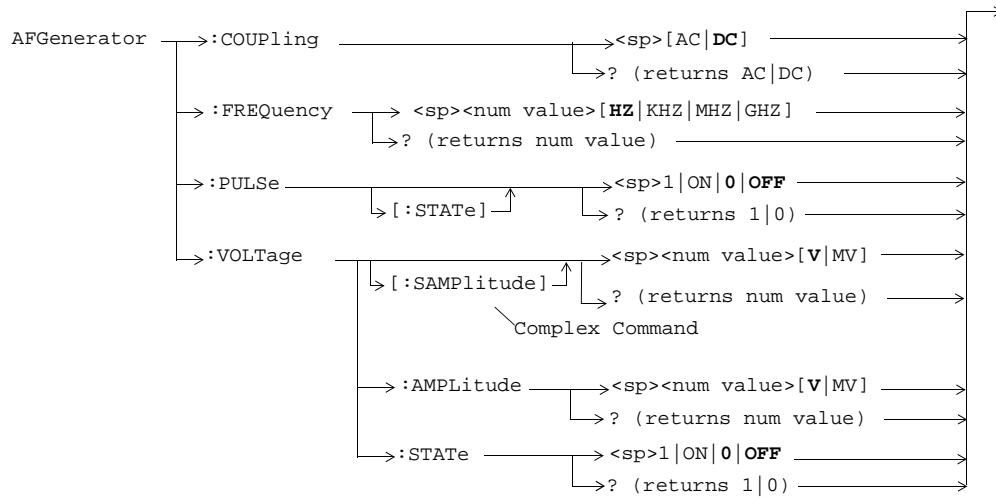 AFGenerator :COUPling <sp>[AC|DC]
? (returns AC|DC)
:FREQuency <sp><num value>[HZ|KHZ|MHZ|GHZ]
? (returns num value)
:PULSe <sp>1|ON|0|OFF
[:STATe] ? (returns 1|0)
:VOLTage <sp><num value>[V|MV]
[:SAMPlitude] ? (returns num value)
Complex Command
:AMPLitude <sp><num value>[V|MV]
? (returns num value)
:STATe <sp>1|ON|0|OFF
? (returns 1|0)